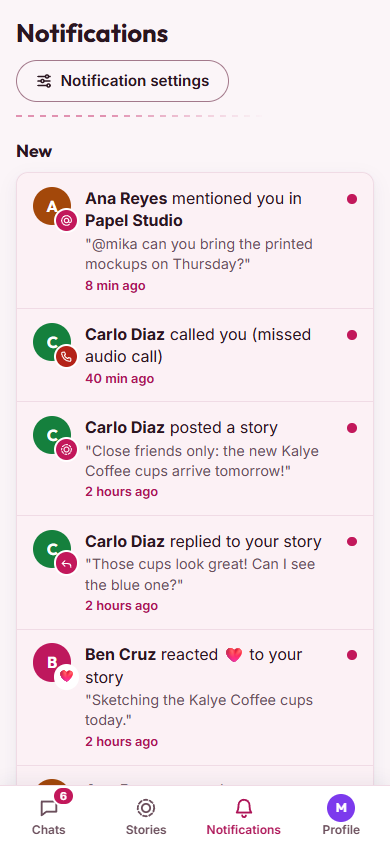 Notifications
Notification settings
New
A
Ana Reyes mentioned you in
Papel Studio
"@mika can you bring the printed
mockups on Thursday?"
8 min ago
C
Carlo Diaz called you (missed
audio call)
40 min ago
C
Carlo Diaz posted a story
"Close friends only: the new Kalye
Coffee cups arrive tomorrow!"
2 hours ago
C
Carlo Diaz replied to your story
"Those cups look great! Can I see
the blue one?"
2 hours ago
B
Ben Cruz reacted ❤️ to your
story
"Sketching the Kalye Coffee cups
today."
2 hours ago
6
M
Chats
Stories
Notifications
Profile